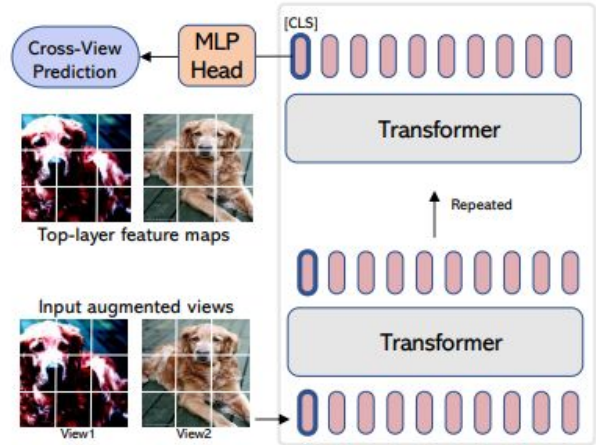 [CLS]
Cross-View
Prediction
MLP
Head
Transformer
Top-layer feature maps
Repeated
Input augmented views
Transformer
View1
View2